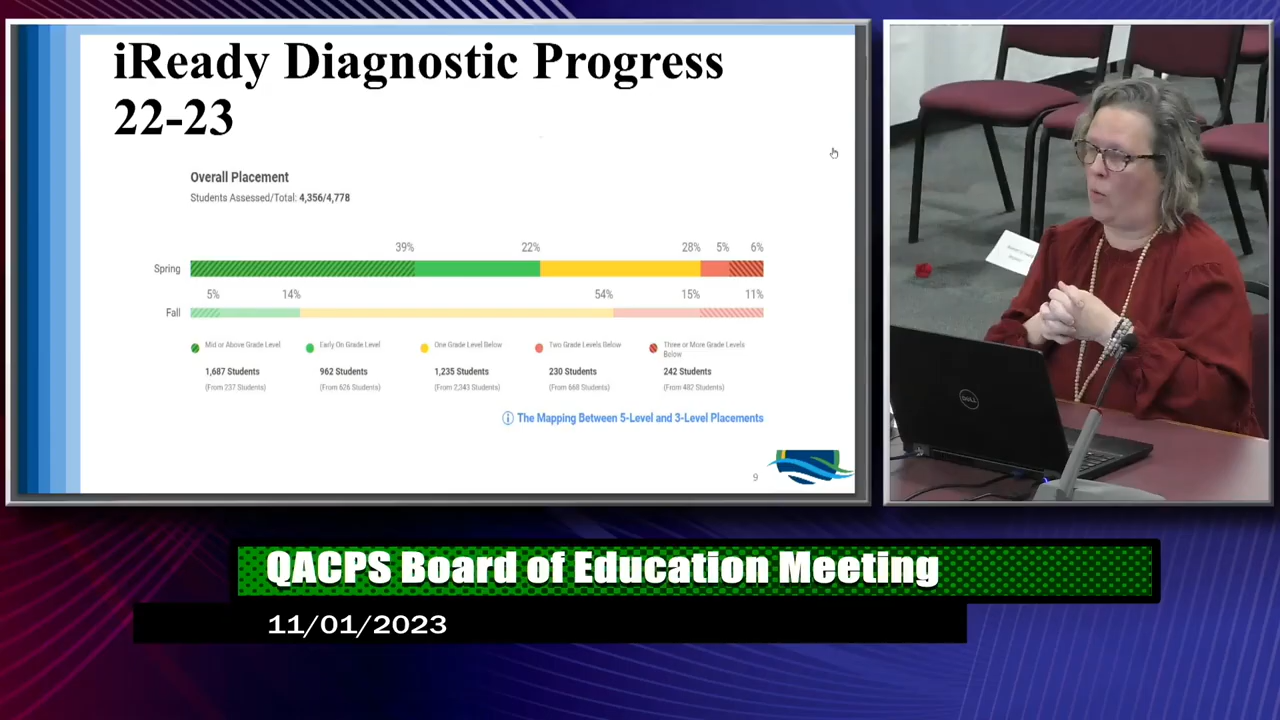 iReady Diagnostic Progress
22-23
Overall Placement
Students Assessed/Total: 4,356/4,778
39% 22% 28% 5% 6%
Spring
5% 14% 54% 15% 11%
Fall
Mid or Above Grade Level
1,687 Students
(From 237 Students)
Early On Grade Level
962 Students
(From 626 Students)
One Grade Level Below
1,235 Students
(From 2,343 Students)
Two Grade Levels Below
230 Students
(From 668 Students)
Three or More Grade Levels
Below
242 Students
(From 482 Students)
The Mapping Between 5-Level and 3-Level Placements
9
DELL
QACPS Board of Education Meeting
11/01/2023